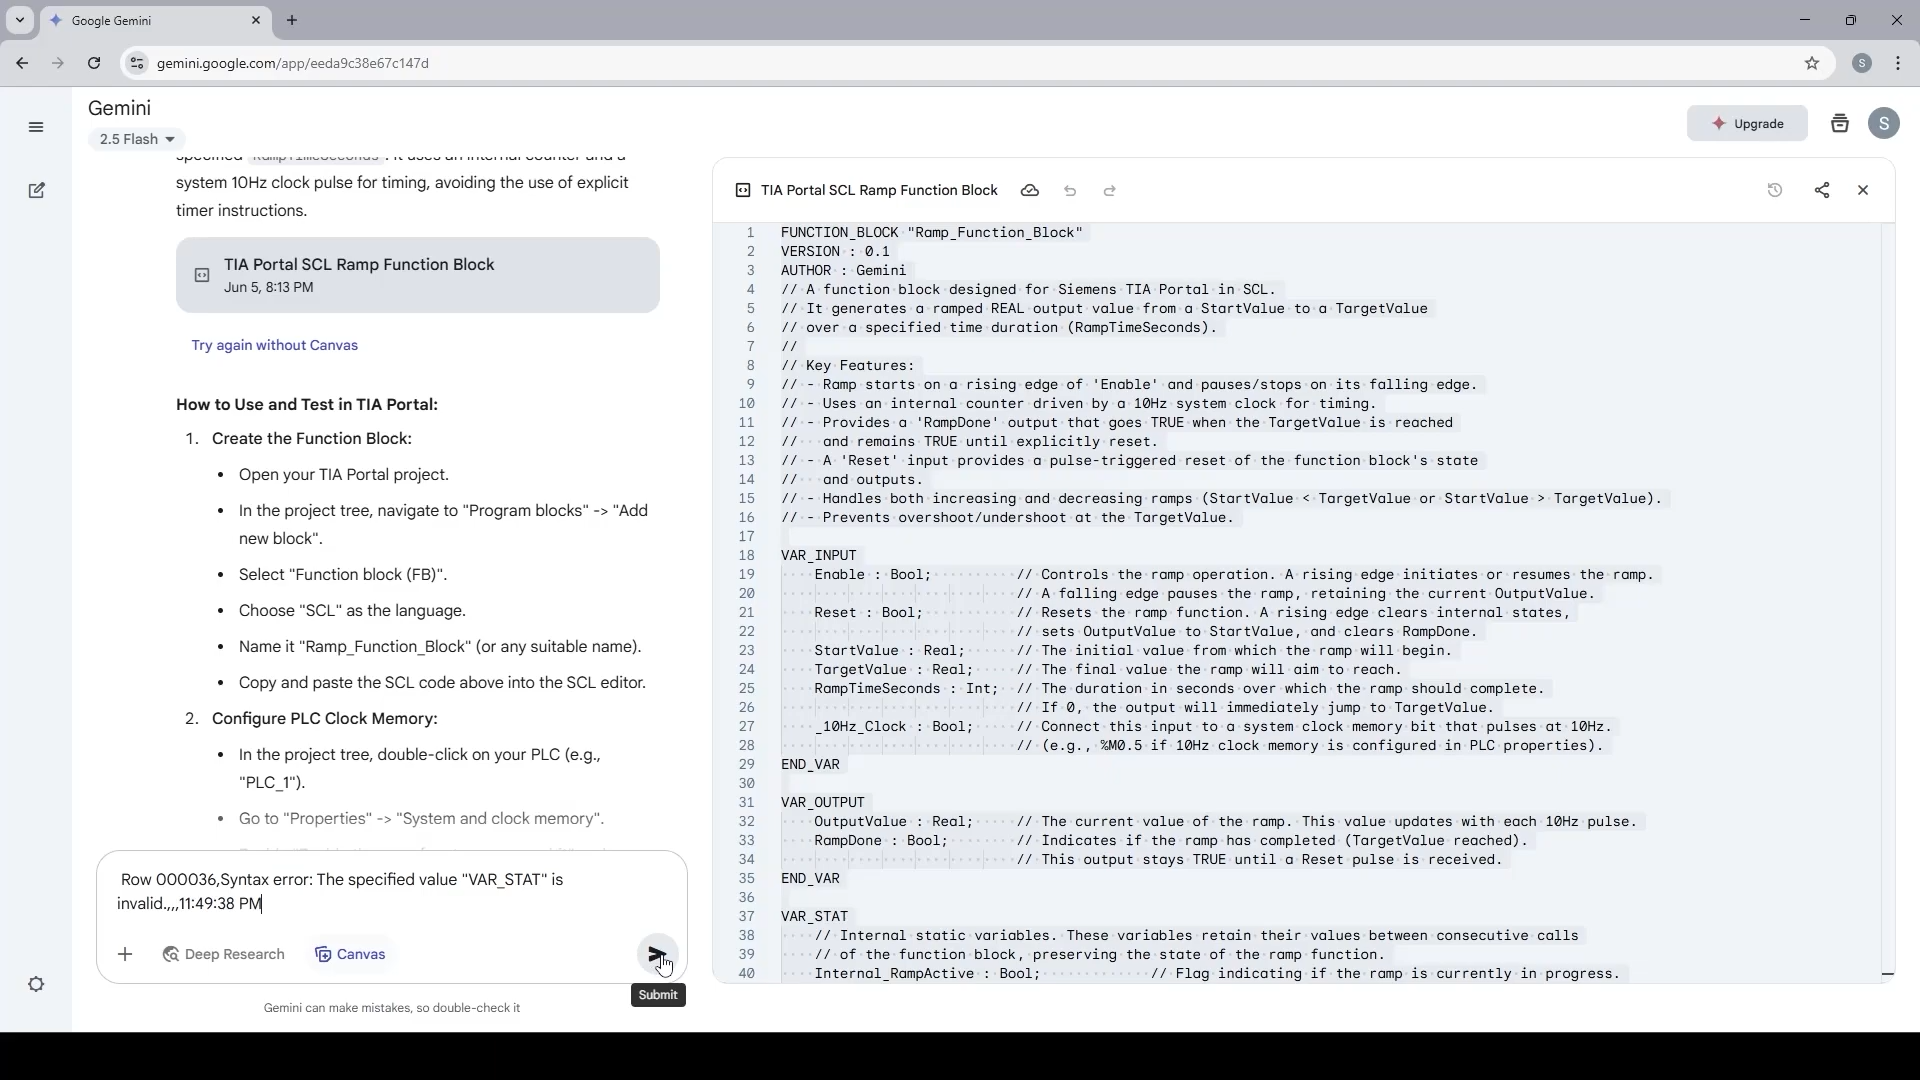 Google Gemini
gemini.google.com/app/eeda9c38e67c147d
S
Gemini
2.5 Flash
Upgrade
S
system 10Hz clock pulse for timing, avoiding the use of explicit
timer instructions.
TIA Portal SCL Ramp Function Block
Jun 5, 8:13 PM
Try again without Canvas
How to Use and Test in TIA Portal:
1. Create the Function Block:
• Open your TIA Portal project.
• In the project tree, navigate to "Program blocks" -> "Add
new block".
• Select "Function block (FB)".
• Choose "SCL" as the language.
• Name it "Ramp_Function_Block" (or any suitable name).
• Copy and paste the SCL code above into the SCL editor.
2. Configure PLC Clock Memory:
• In the project tree, double-click on your PLC (e.g.,
"PLC_1").
• Go to "Properties" -> "System and clock memory".
Row 000036,Syntax error: The specified value "VAR_STAT" is
invalid.,,,11:49:38 PM
Deep Research
Canvas
Submit
Gemini can make mistakes, so double-check it
TIA Portal SCL Ramp Function Block
1 FUNCTION_BLOCK "Ramp_Function_Block"
2 VERSION : 0.1
3 AUTHOR : Gemini
4 // A function block designed for Siemens TIA Portal in SCL.
5 // It generates a ramped REAL output value from a StartValue to a TargetValue
6 // over a specified time duration (RampTimeSeconds).
7 //
8 // Key Features:
9 // - Ramp starts on a rising edge of 'Enable' and pauses/stops on its falling edge.
10 // - Uses an internal counter driven by a 10Hz system clock for timing.
11 // - Provides a 'RampDone' output that goes TRUE when the TargetValue is reached
12 //   and remains TRUE until explicitly reset.
13 // - A 'Reset' input provides a pulse-triggered reset of the function block's state
14 //   and outputs.
15 // - Handles both increasing and decreasing ramps (StartValue < TargetValue or StartValue > TargetValue).
16 // - Prevents overshoot/undershoot at the TargetValue.
17
18 VAR_INPUT
19 Enable : Bool; // Controls the ramp operation. A rising edge initiates or resumes the ramp.
20 // A falling edge pauses the ramp, retaining the current OutputValue.
21 Reset : Bool; // Resets the ramp function. A rising edge clears internal states,
22 // sets OutputValue to StartValue, and clears RampDone.
23 StartValue : Real; // The initial value from which the ramp will begin.
24 TargetValue : Real; // The final value the ramp will aim to reach.
25 RampTimeSeconds : Int; // The duration in seconds over which the ramp should complete.
26 // If 0, the output will immediately jump to TargetValue.
27 _10Hz_Clock : Bool; // Connect this input to a system clock memory bit that pulses at 10Hz.
28 // (e.g., %M0.5 if 10Hz clock memory is configured in PLC properties).
29 END_VAR
30
31 VAR_OUTPUT
32 OutputValue : Real; // The current value of the ramp. This value updates with each 10Hz pulse.
33 RampDone : Bool; // Indicates if the ramp has completed (TargetValue reached).
34 // This output stays TRUE until a Reset pulse is received.
35 END_VAR
36
37 VAR_STAT
38 // Internal static variables. These variables retain their values between consecutive calls
39 // of the function block, preserving the state of the ramp function.
40 Internal_RampActive : Bool; // Flag indicating if the ramp is currently in progress.